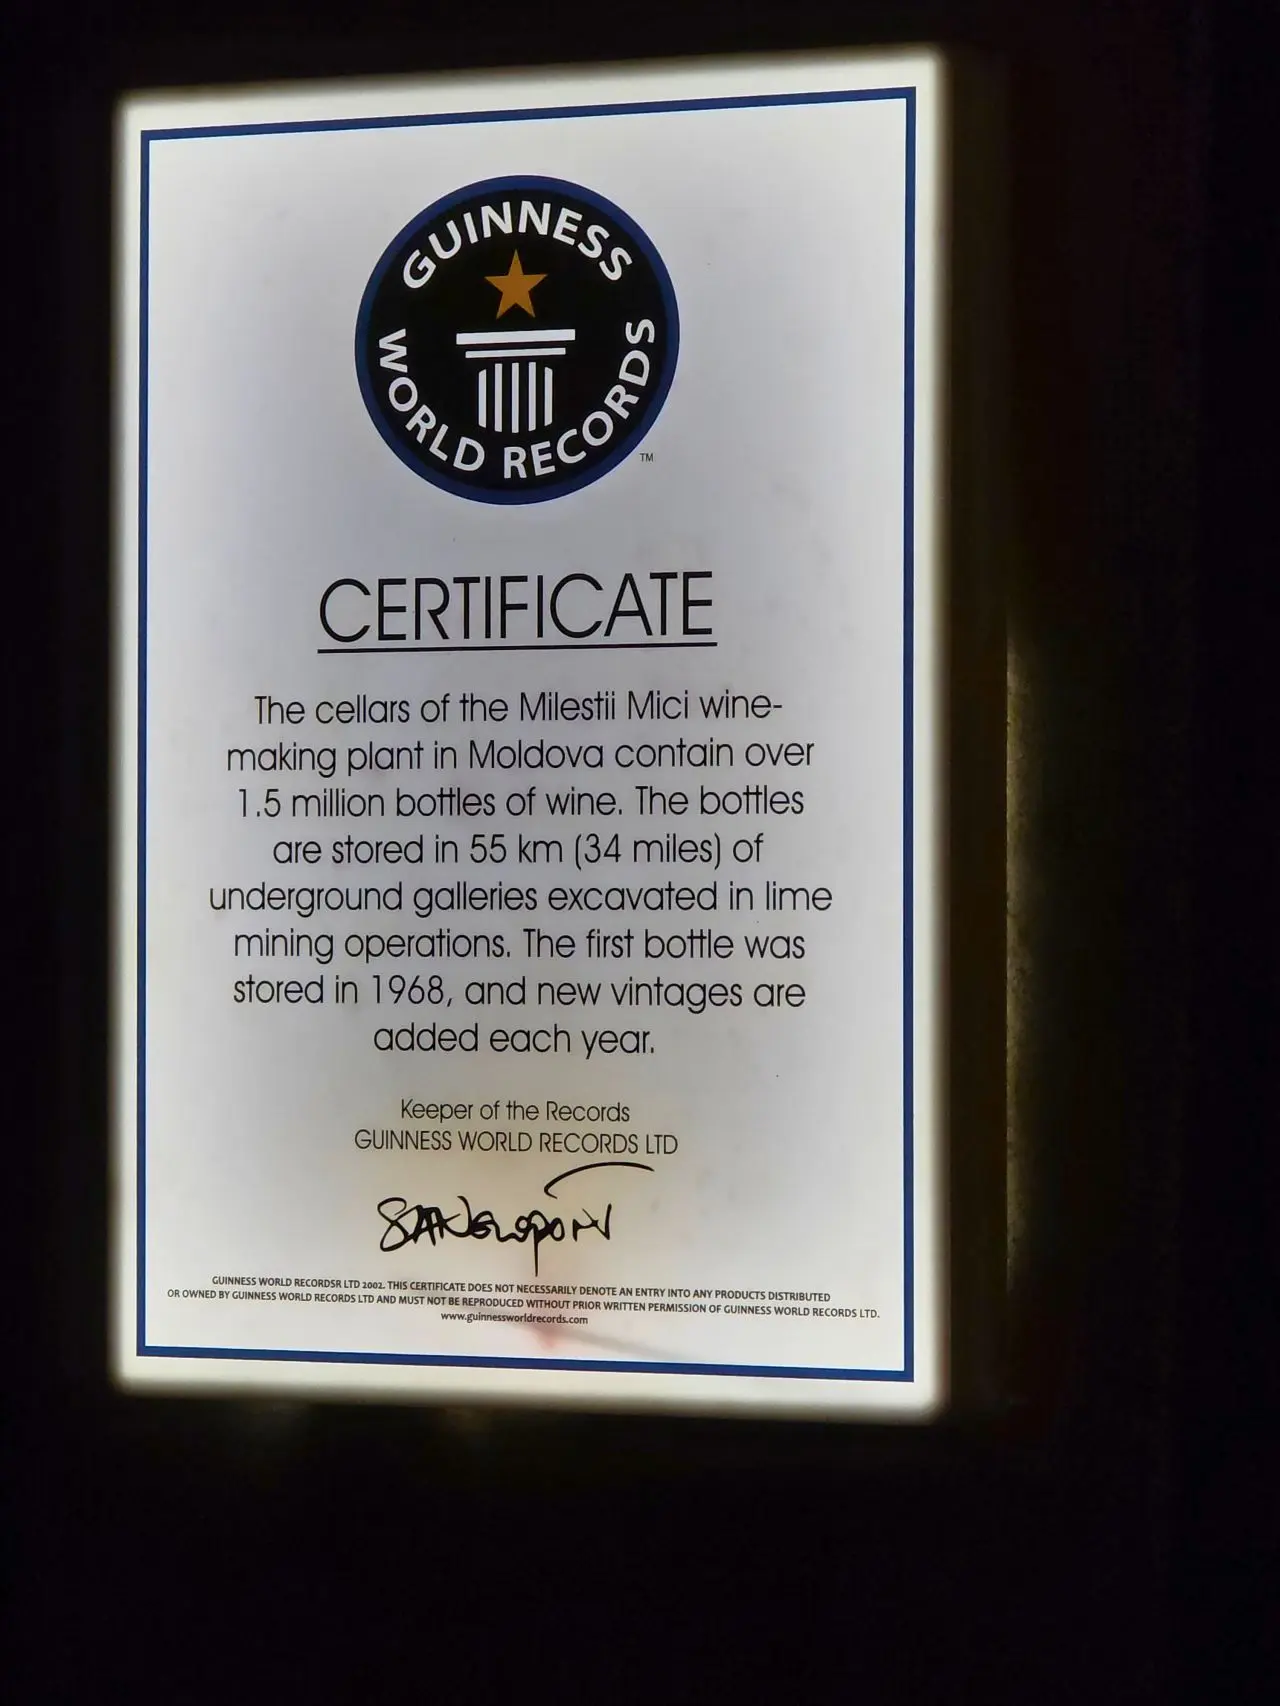 GUINNESS
WORLD RECORDS
TM
CERTIFICATE
The cellars of the Milestii Mici wine-
making plant in Moldova contain over
1.5 million bottles of wine. The bottles
are stored in 55 km (34 miles) of
underground galleries excavated in lime
mining operations. The first bottle was
stored in 1968, and new vintages are
added each year.
Keeper of the Records
GUINNESS WORLD RECORDS LTD
GUINNESS WORLD RECORDSR LTD 2002. THIS CERTIFICATE DOES NOT NECESSARILY DENOTE AN ENTRY INTO ANY PRODUCTS DISTRIBUTED
OR OWNED BY GUINNESS WORLD RECORDS LTD AND MUST NOT BE REPRODUCED WITHOUT PRIOR WRITTEN PERMISSION OF GUINNESS WORLD RECORDS LTD.
www.guinnessworldrecords.com